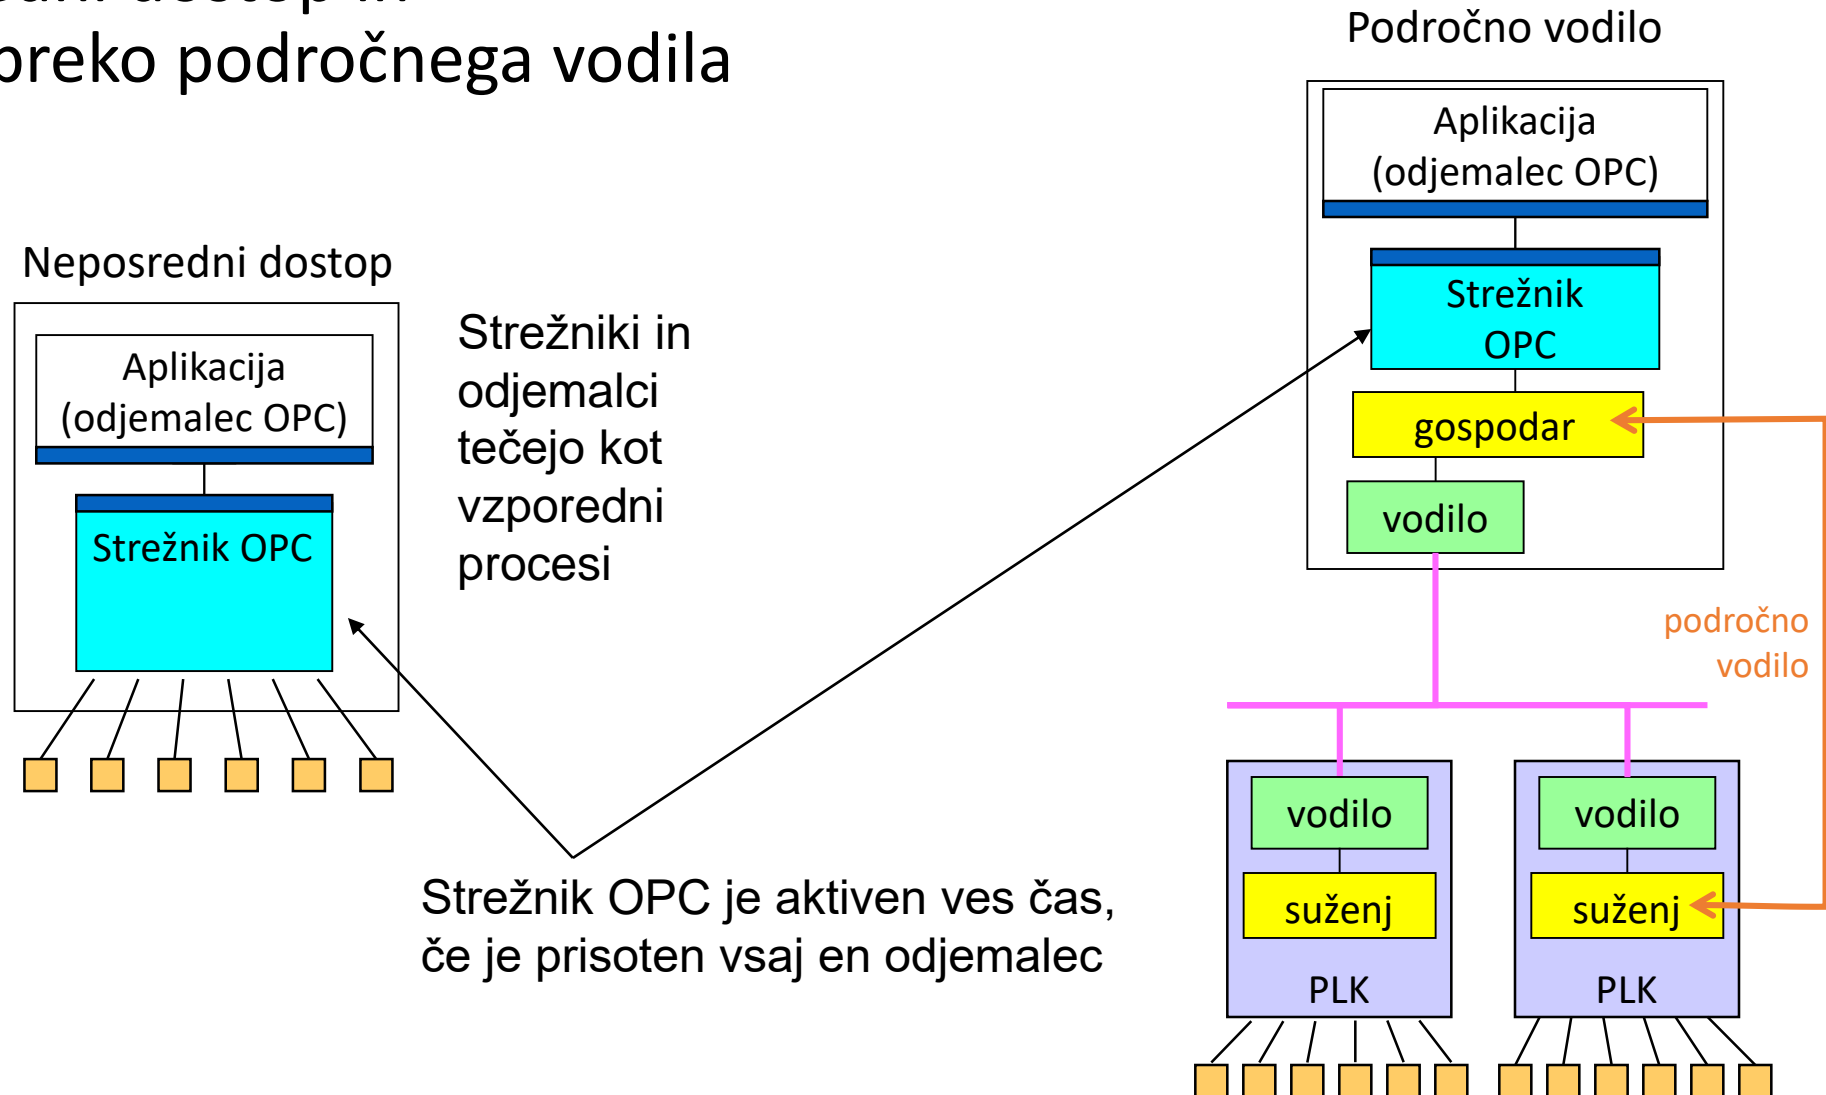 preko področnega vodila
Neposredni dostop
Aplikacija
(odjemalec OPC)
Strežnik OPC
Strežniki in
odjemalci
tečejo kot
vzporedni
procesi
Strežnik OPC je aktiven ves čas,
če je prisoten vsaj en odjemalec
Področno vodilo
Aplikacija
(odjemalec OPC)
Strežnik
OPC
gospodar
vodilo
področno
vodilo
vodilo
suženj
PLK
vodilo
suženj
PLK